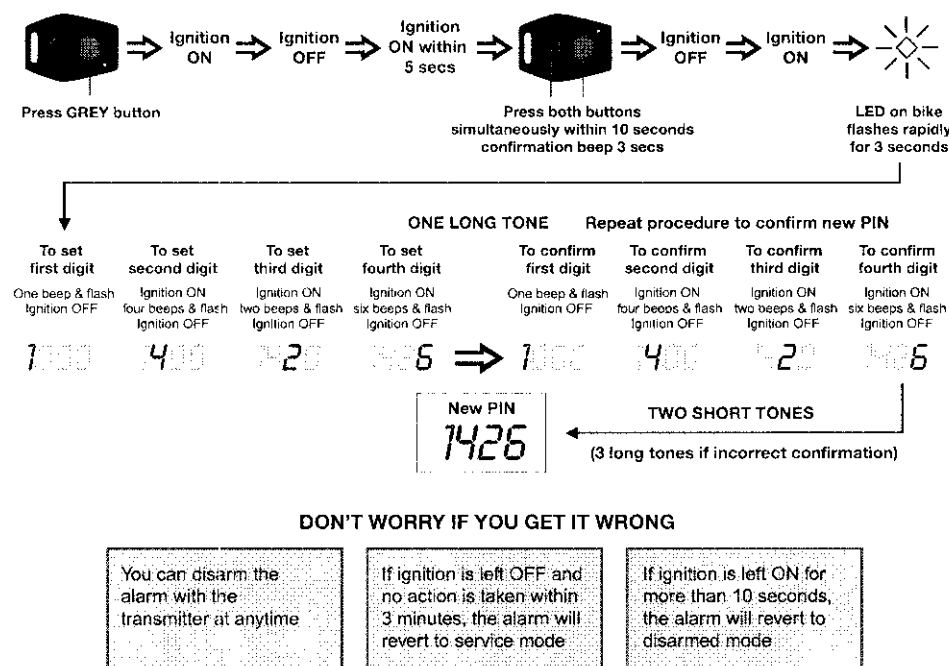 Ignition
ON
Ignition
OFF
Ignition
ON within
5 secs
Ignition
OFF
Ignition
ON
Press GREY button
Press both buttons
simultaneously within 10 seconds
confirmation beep 3 secs
LED on bike
flashes rapidly
for 3 seconds
ONE LONG TONE
Repeat procedure to confirm new PIN
To set
first digit
One beep & flash
Ignition OFF
To set
second digit
Ignition ON
four beeps & flash
Ignition OFF
To set
third digit
Ignition ON
two beeps & flash
Ignition OFF
To set
fourth digit
Ignition ON
six beeps & flash
Ignition OFF
To confirm
first digit
One beep & flash
Ignition OFF
To confirm
second digit
Ignition ON
four beeps & flash
Ignition OFF
To confirm
third digit
Ignition ON
two beeps & flash
Ignition OFF
To confirm
fourth digit
Ignition ON
six beeps & flash
Ignition OFF
1
4
2
6
1
4
2
6
New PIN
1426
TWO SHORT TONES
(3 long tones if incorrect confirmation)
DON'T WORRY IF YOU GET IT WRONG
You can disarm the
alarm with the
transmitter at anytime
If ignition is left OFF and
no action is taken within
3 minutes, the alarm will
revert to service mode
If ignition is left ON for
more than 10 seconds,
the alarm will revert to
disarmed mode